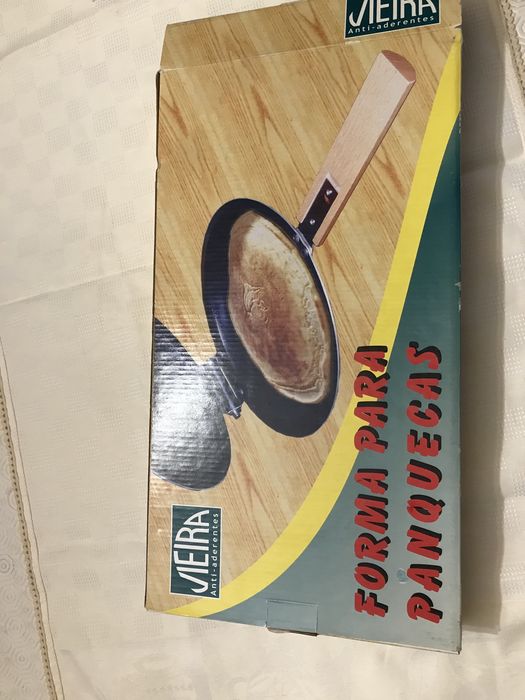 VIEIRA
Anti-aderentes
VIEIRA
Anti-aderentes
FORMA PARA
PANQUECAS